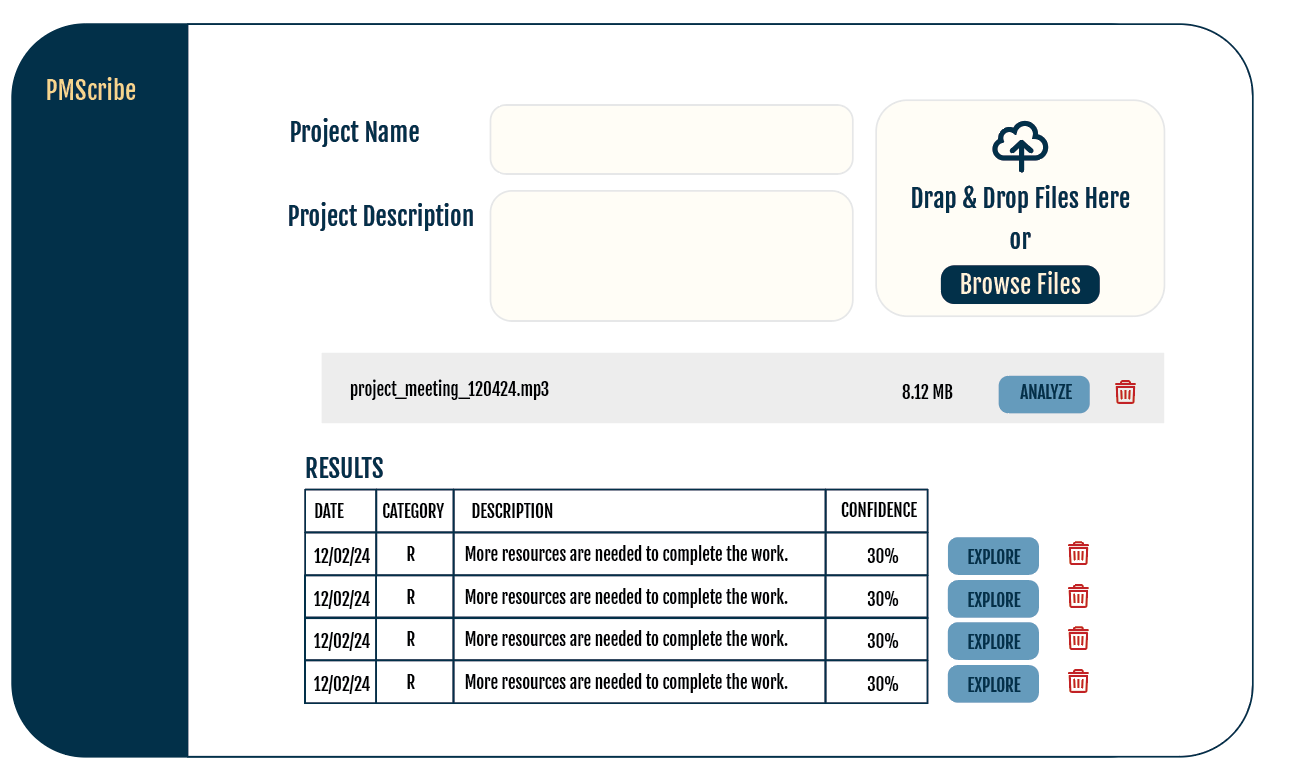 PMScribe
Project Name
Project Description
Drap & Drop Files Here
or
Browse Files
project_meeting_120424.mp3 8.12 MB ANALYZE
RESULTS
DATE CATEGORY DESCRIPTION CONFIDENCE
12/02/24 R More resources are needed to complete the work. 30% EXPLORE
12/02/24 R More resources are needed to complete the work. 30% EXPLORE
12/02/24 R More resources are needed to complete the work. 30% EXPLORE
12/02/24 R More resources are needed to complete the work. 30% EXPLORE